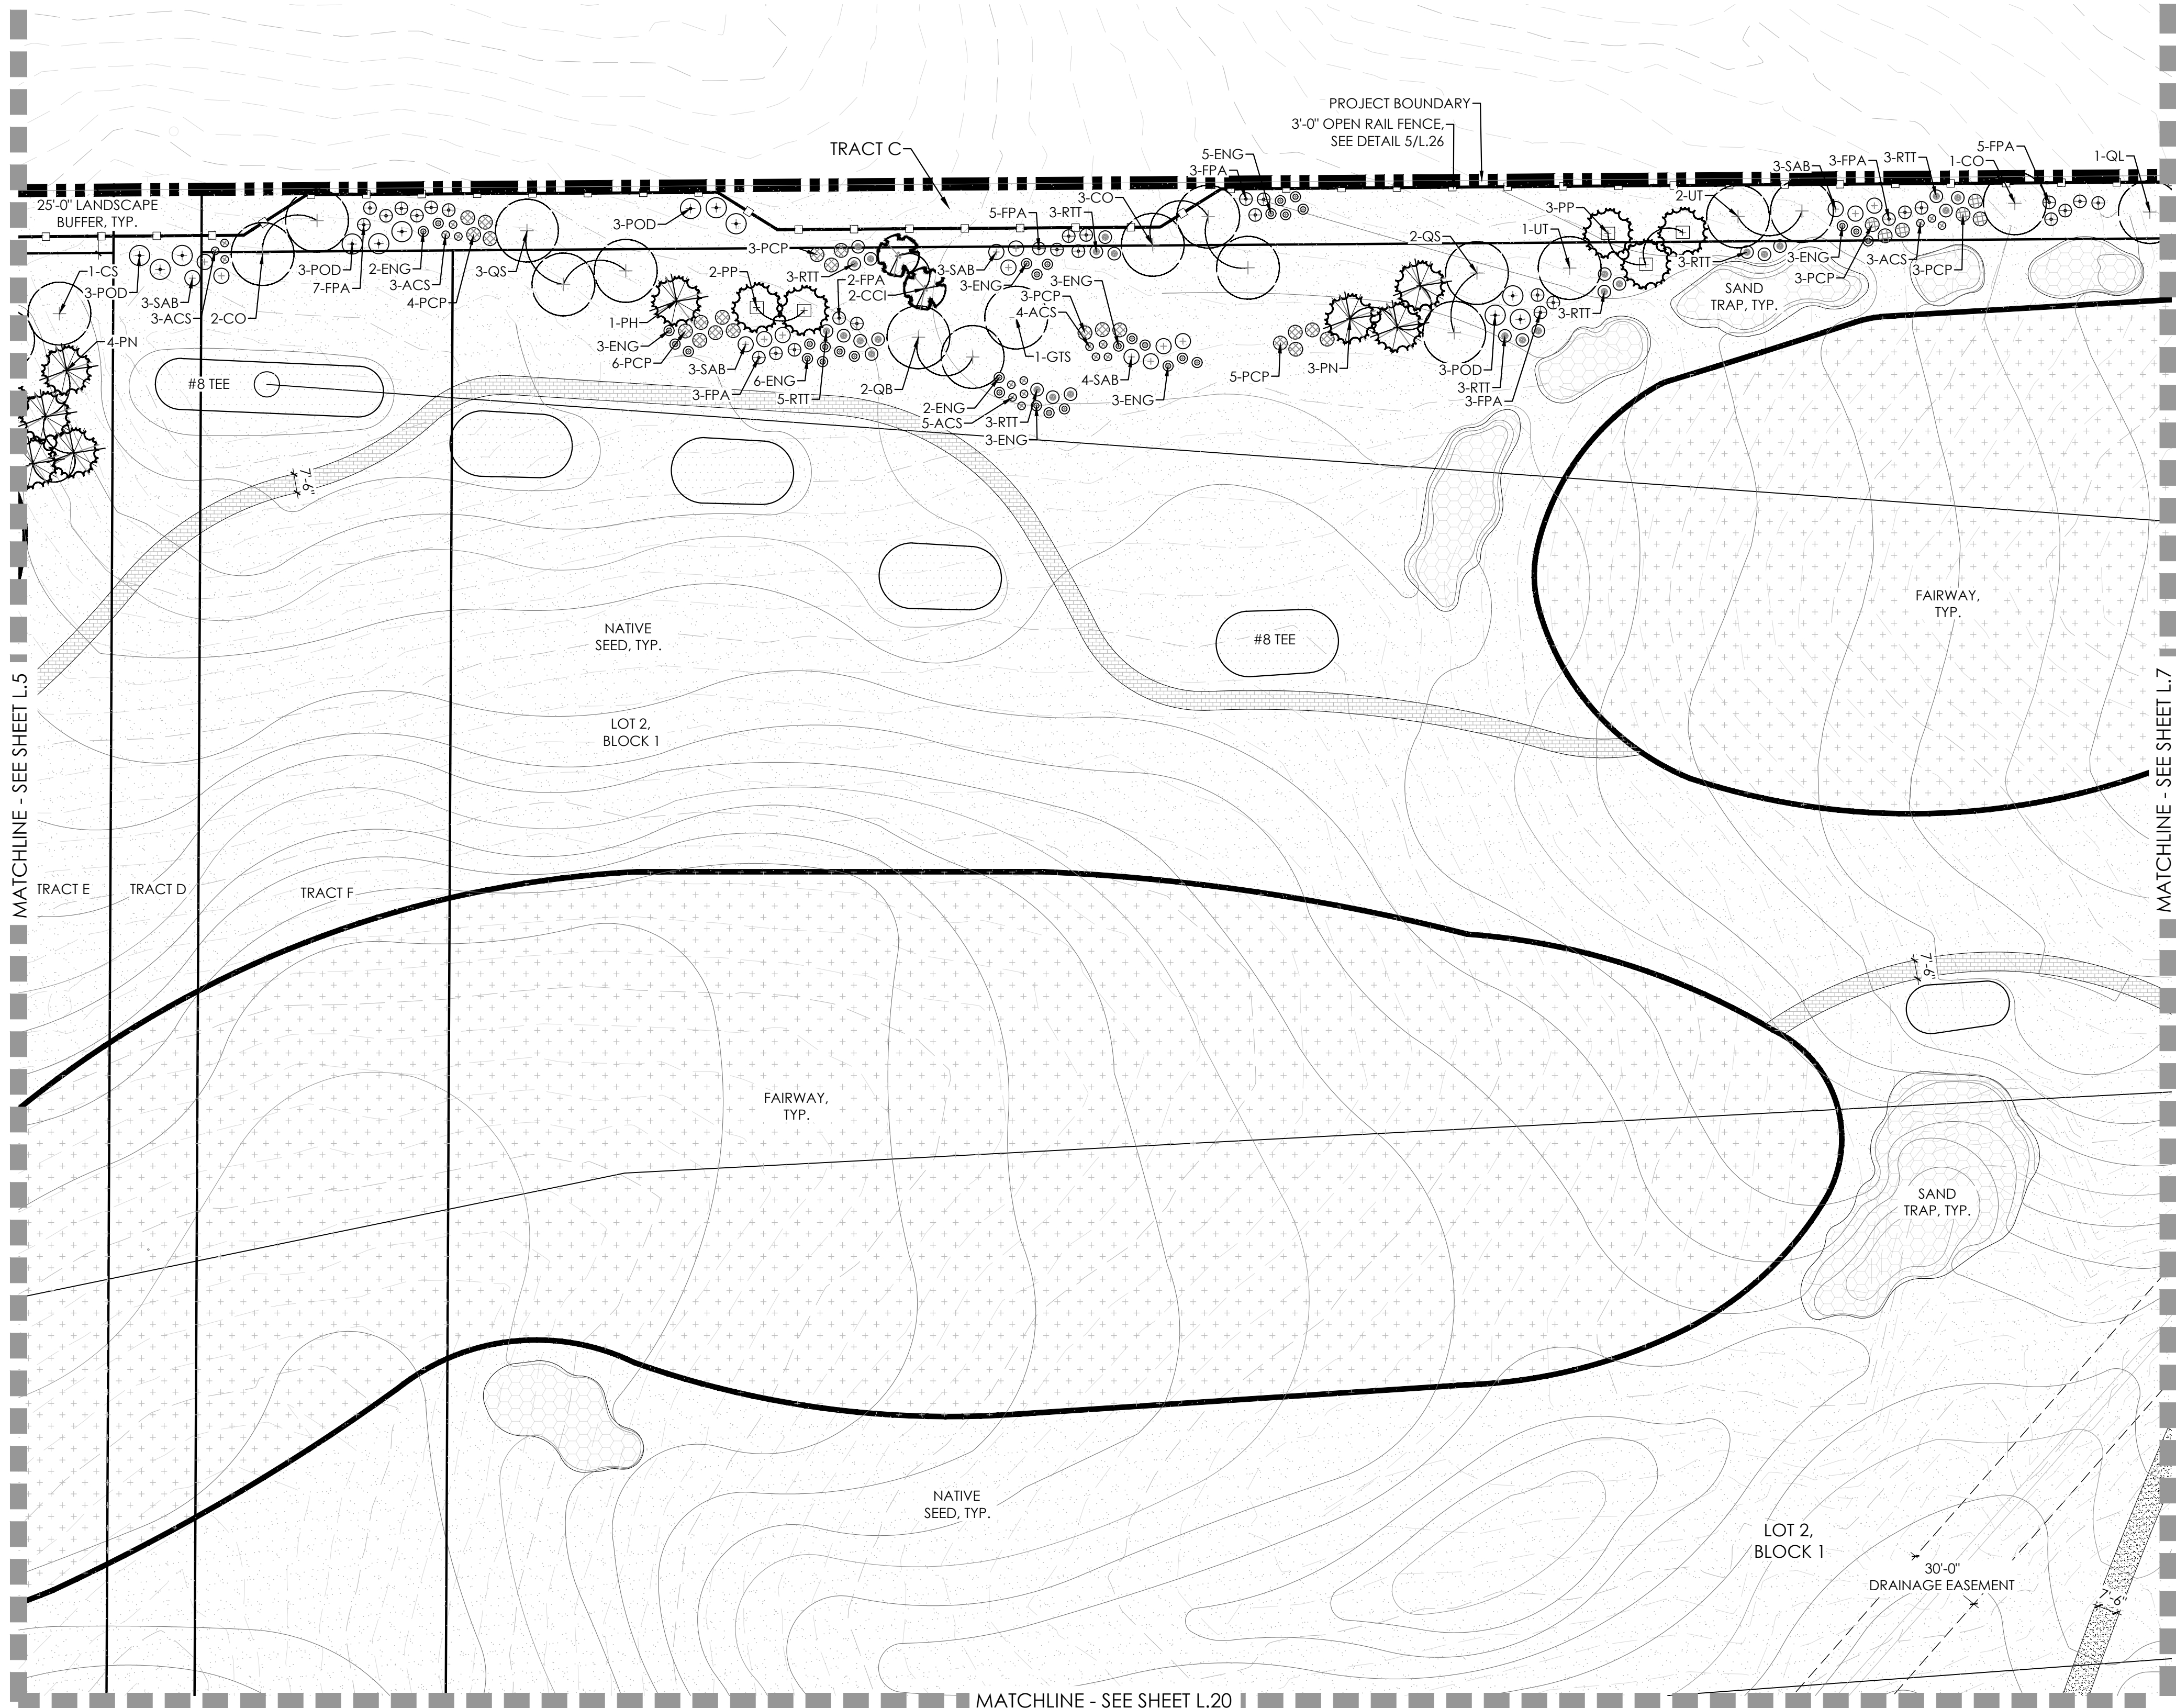 PROJECT BOUNDARY
3'-0" OPEN RAIL FENCE,
SEE DETAIL 5/L.26
TRACT C
5-ENG
3-FPA
3-SAB
3-FPA
3-RTT
5-FPA
1-CO
1-QL
25'-0" LANDSCAPE
BUFFER, TYP.
3-POD
5-FPA
3-RTT
3-CO
3-PP
2-UT
1-UT
2-QS
1-CS
3-POD
3-SAB
3-ACS
2-CO
3-POD
7-FPA
2-ENG
3-ACS
4-PCP
3-QS
3-PCP
2-PP
3-RTT
2-FPA
2-CCI
3-SAB
3-ENG
3-ENG
3-PCP
4-ACS
3-RTT
3-ENG
3-PCP
3-ACS
3-PCP
SAND
TRAP, TYP.
3-RTT
4-PN
1-PH
3-ENG
6-PCP
3-SAB
3-FPA
6-ENG
5-RTT
2-QB
1-GTS
2-ENG
5-ACS
3-RTT
3-ENG
4-SAB
3-ENG
5-PCP
3-PN
3-POD
3-RTT
3-FPA
#8 TEE
7'-6"
FAIRWAY,
TYP.
NATIVE
SEED, TYP.
#8 TEE
LOT 2,
BLOCK 1
MATCHLINE - SEE SHEET L.5
MATCHLINE - SEE SHEET L.7
TRACT E
TRACT D
TRACT F
7'-6"
FAIRWAY,
TYP.
SAND
TRAP, TYP.
NATIVE
SEED, TYP.
LOT 2,
BLOCK 1
30'-0"
DRAINAGE EASEMENT
MATCHLINE - SEE SHEET L.20